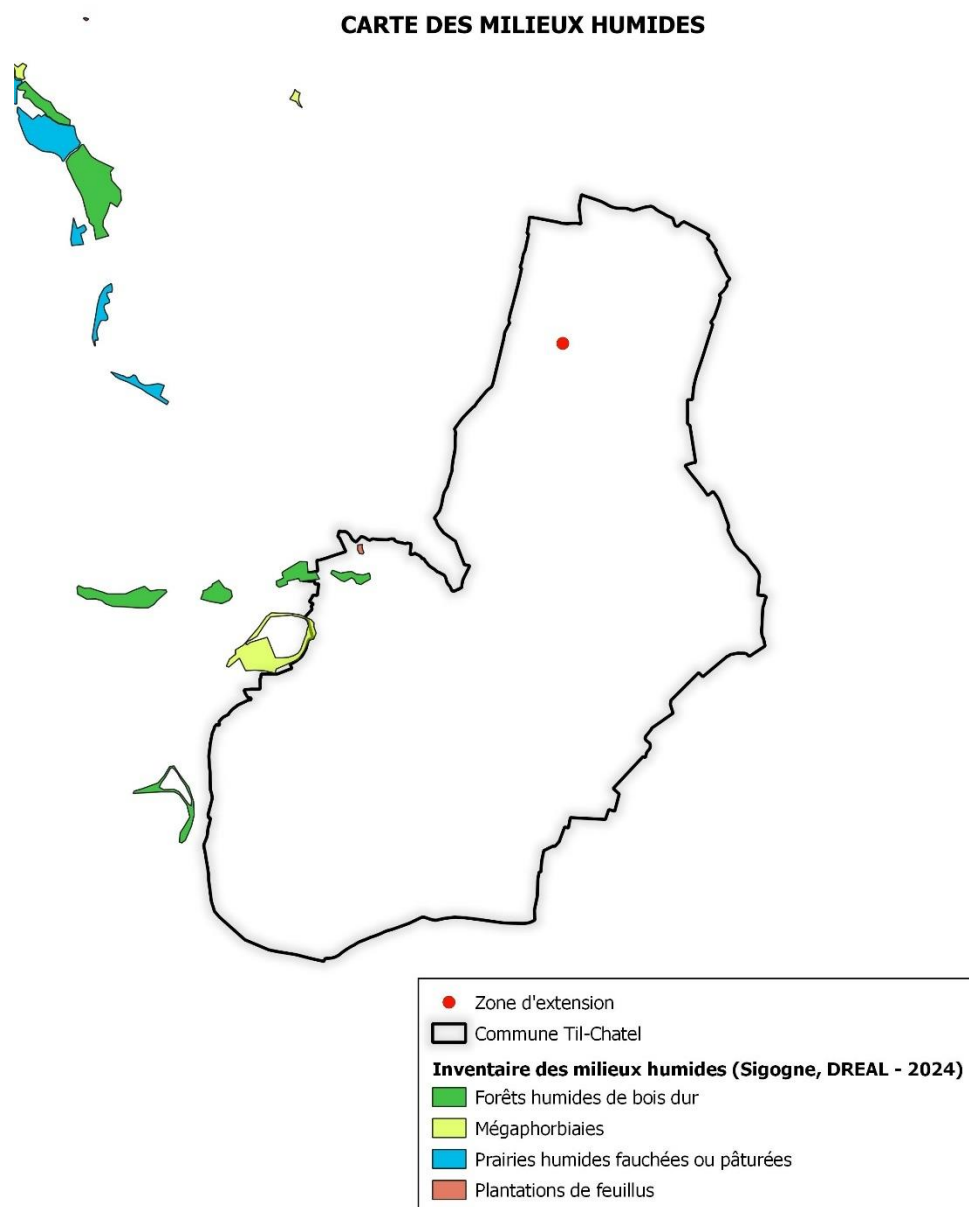 CARTE DES MILIEUX HUMIDES
Zone d'extension
Commune Til-Chatel
Inventaire des milieux humides (Sigogne, DREAL - 2024)
Forêts humides de bois dur
Mégaphorbiaies
Prairies humides fauchées ou pâturées
Plantations de feuillus